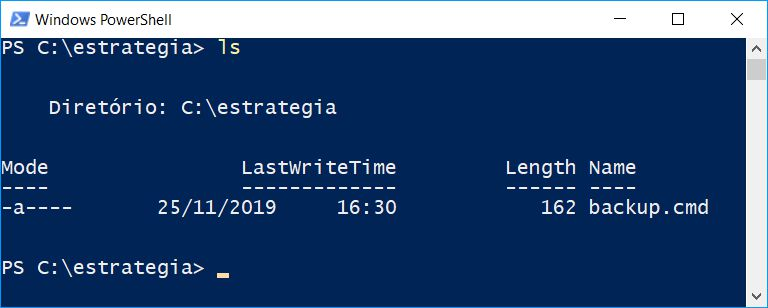 Windows PowerShell
PS C:\estrategia> ls
Diretório: C:\estrategia
Mode LastWriteTime Length Name
---- ------------- ------ ----
-a---- 25/11/2019 16:30 162 backup.cmd
PS C:\estrategia>